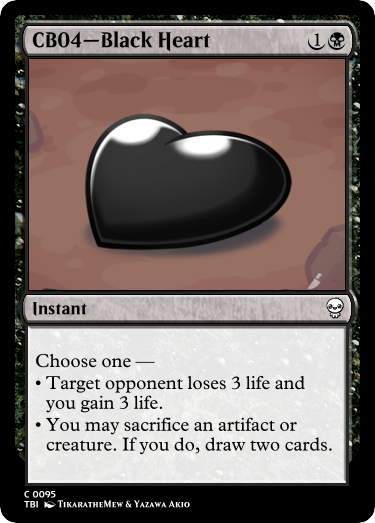 CB04—Black Heart 1
Instant
Choose one —
• Target opponent loses 3 life and
you gain 3 life.
• You may sacrifice an artifact or
creature. If you do, draw two cards.
C 0095
TBI TikaratheMew & Yazawa Akio